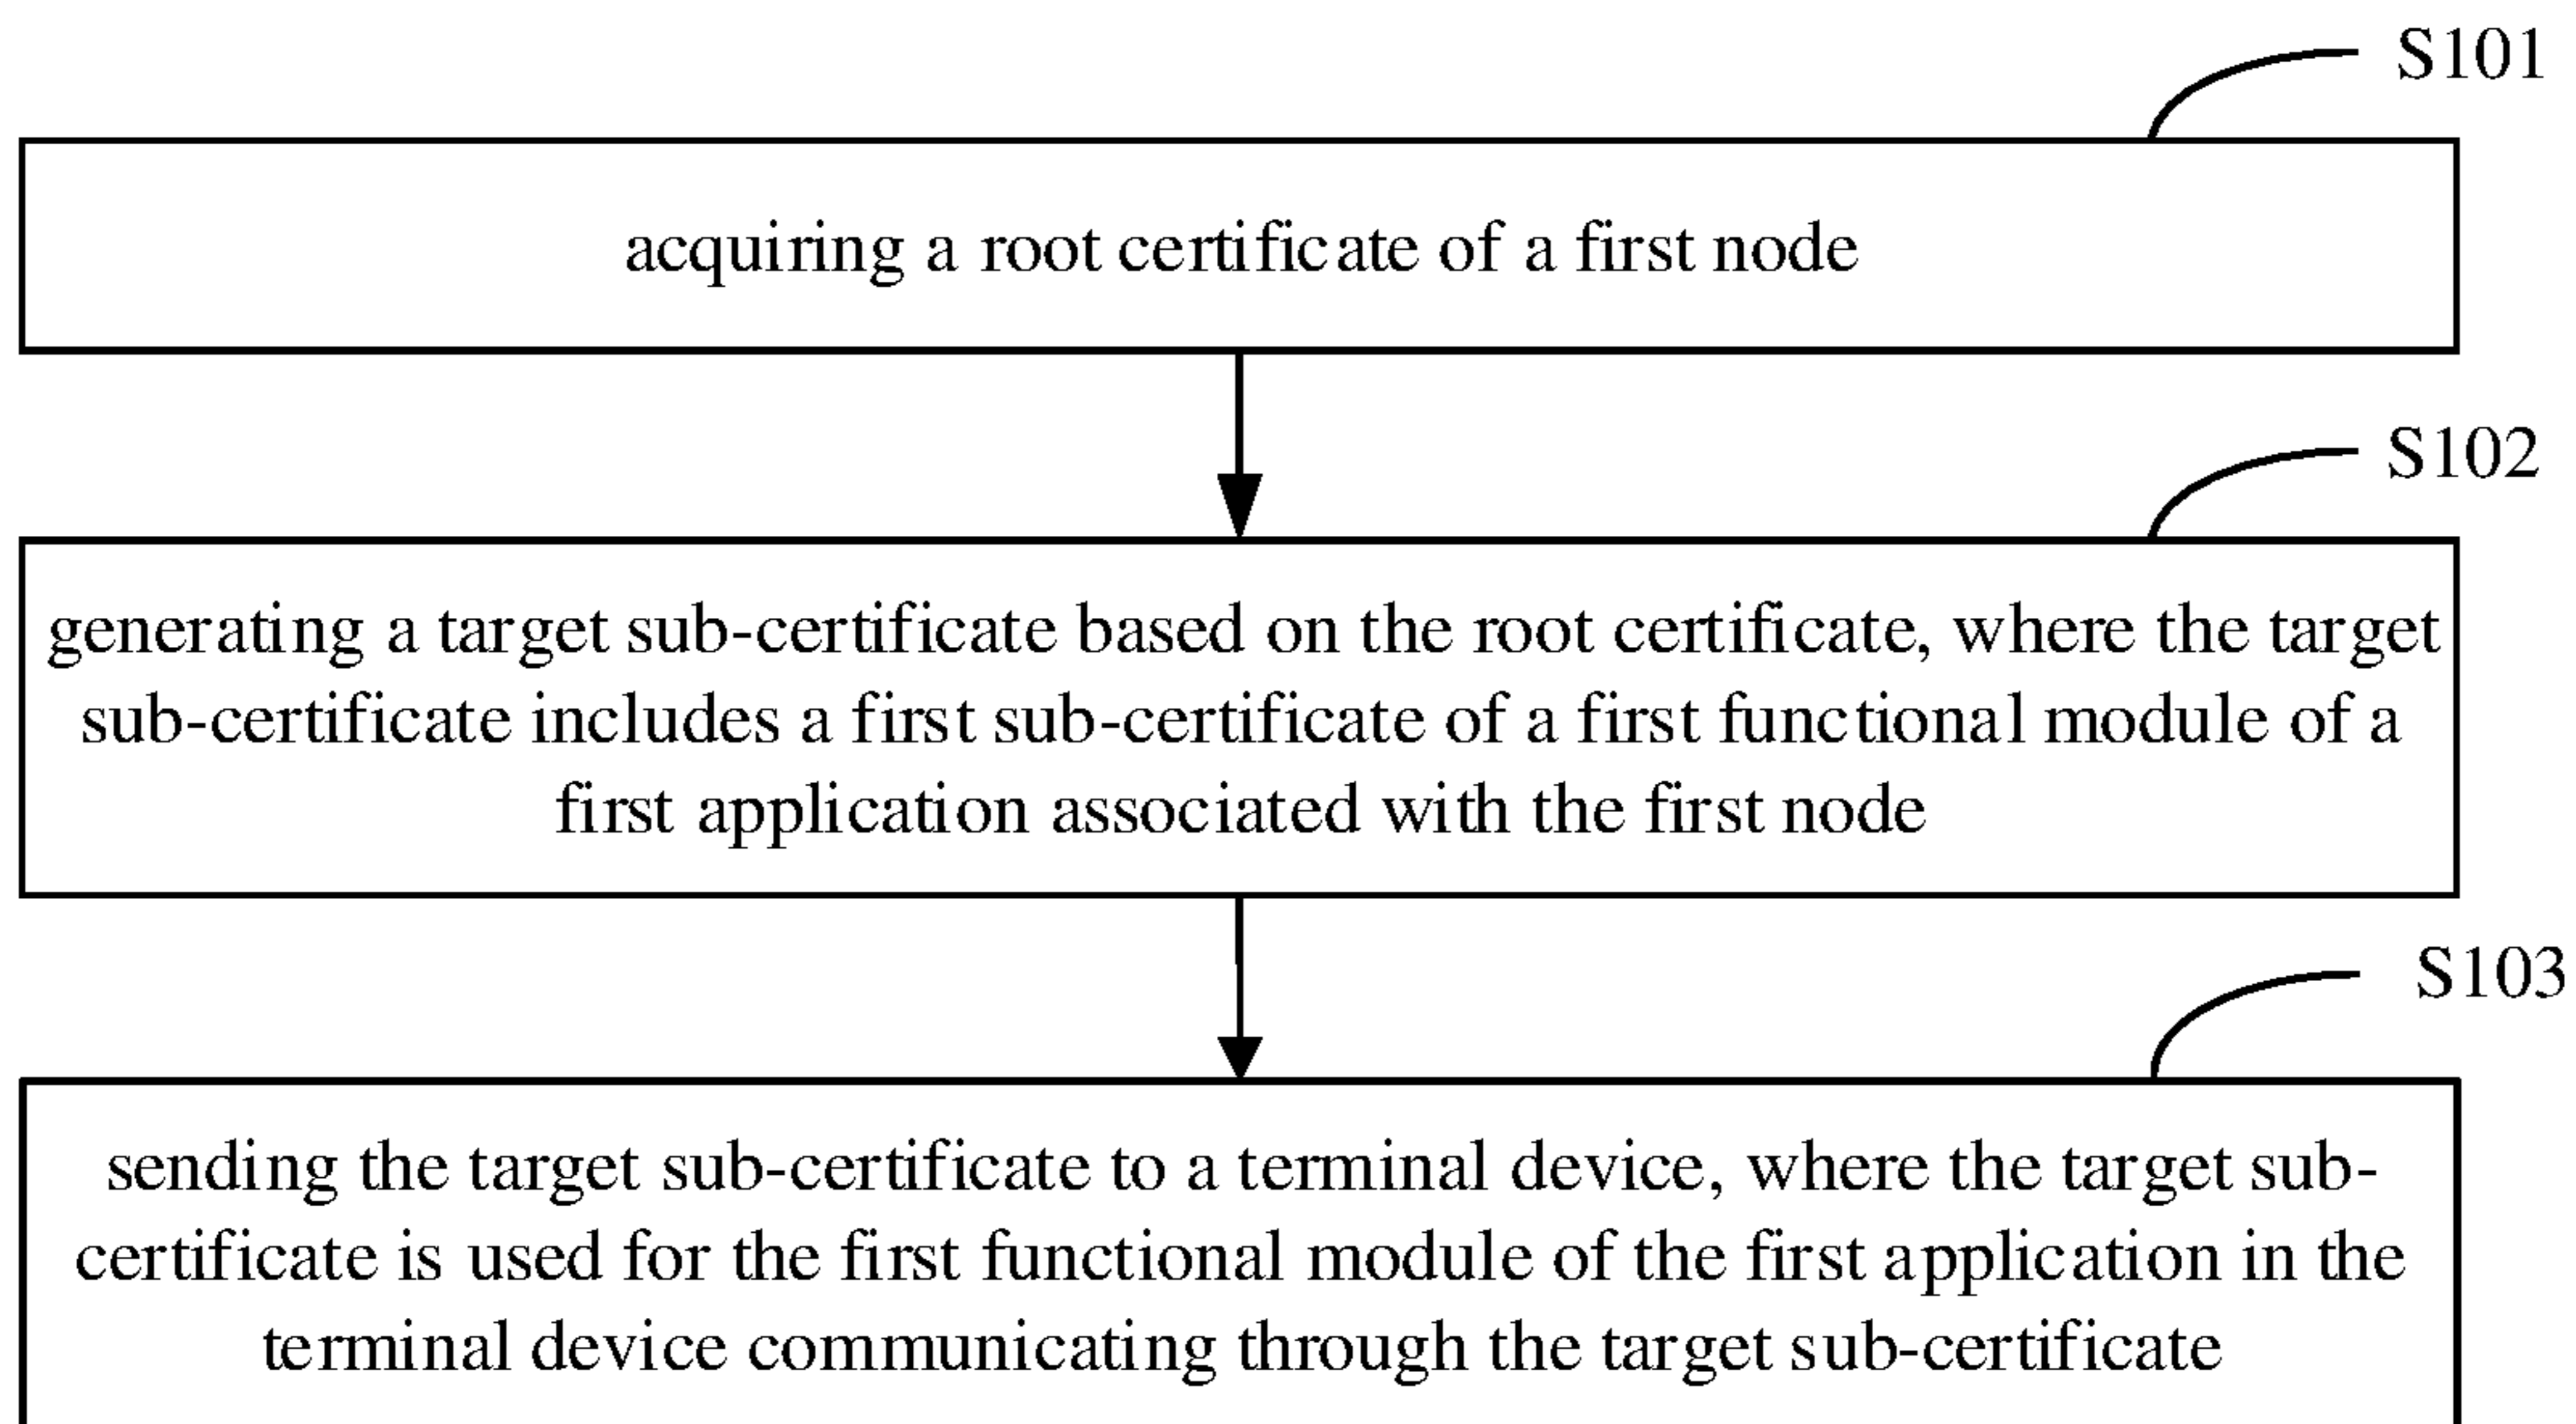 S101
acquiring a root certificate of a first node
S102
generating a target sub-certificate based on the root certificate, where the target
sub-certificate includes a first sub-certificate of a first functional module of a
first application associated with the first node
S103
sending the target sub-certificate to a terminal device, where the target sub-
certificate is used for the first functional module of the first application in the
terminal device communicating through the target sub-certificate